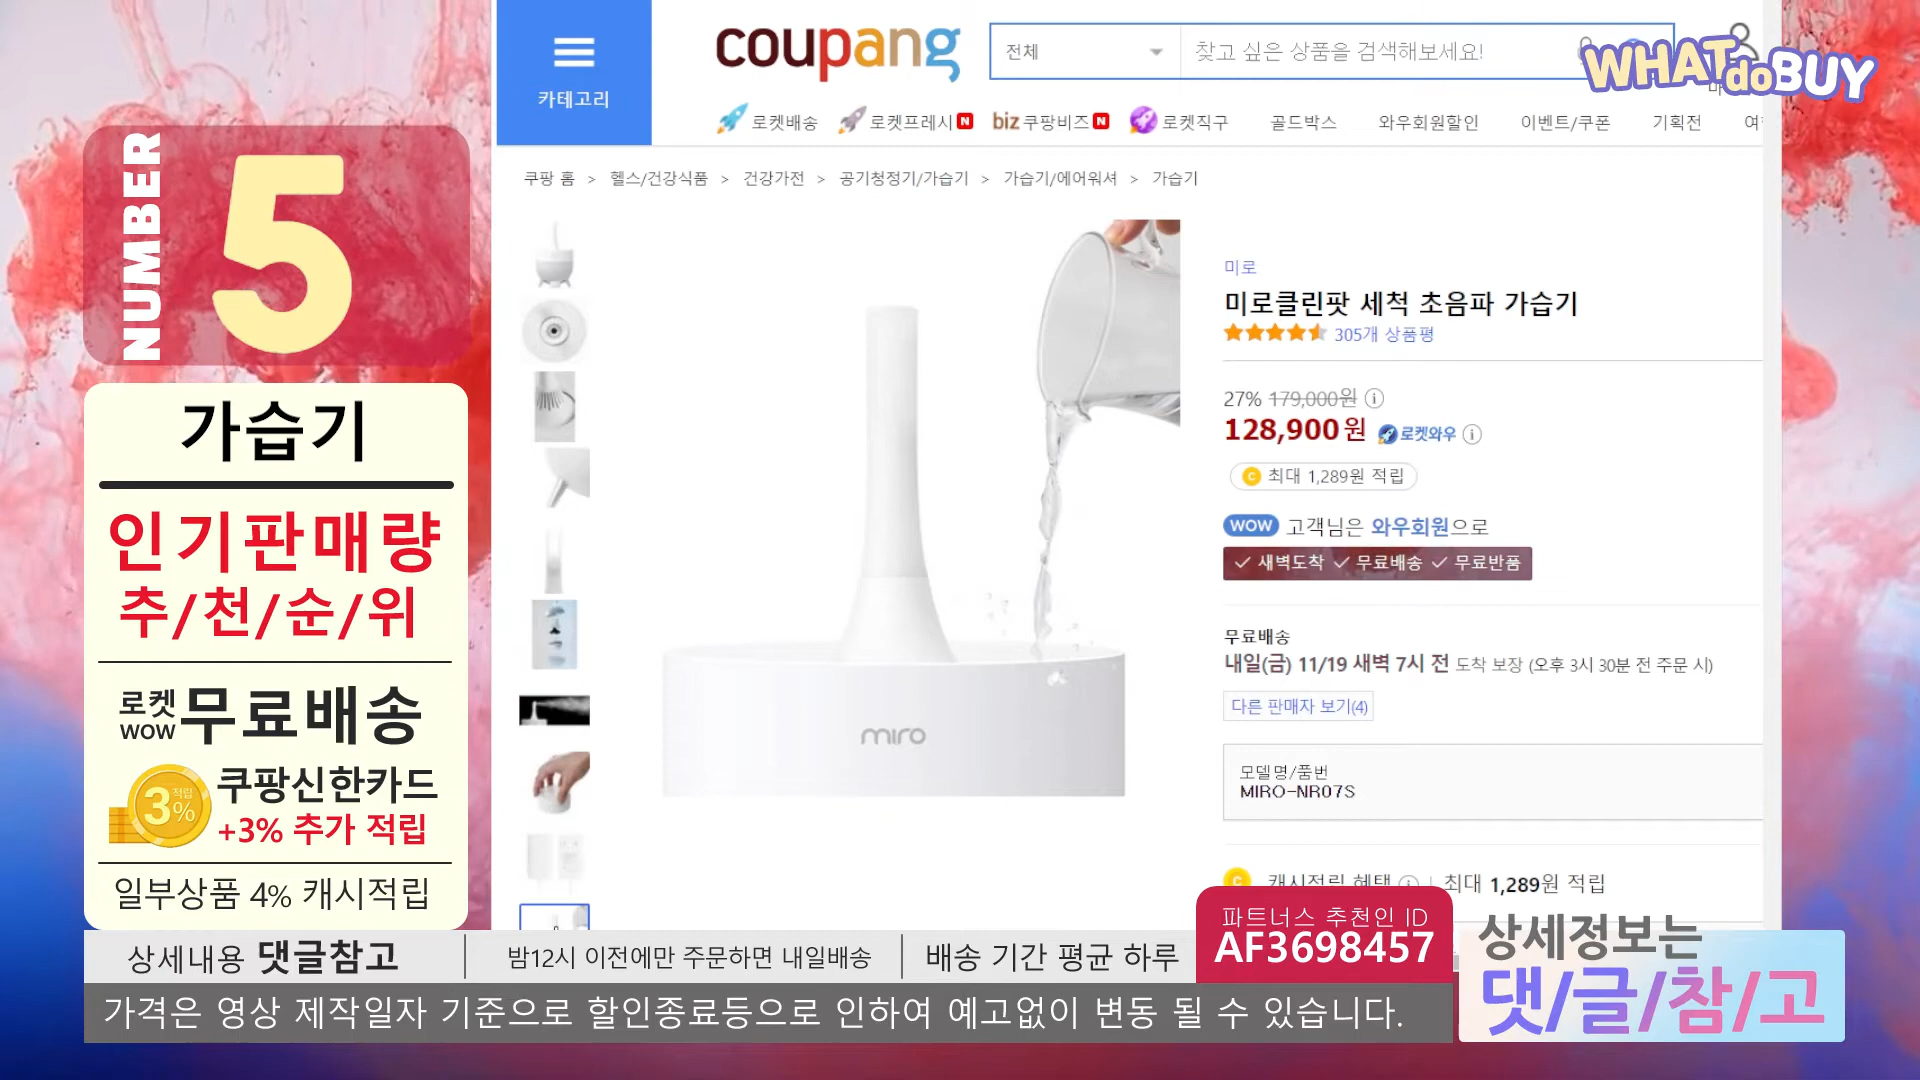 NUMBER
5
가습기
인기판매량
추/천/순/위
로켓
WOW
무료배송
3%
적립
쿠팡신한카드
+3% 추가 적립
일부상품 4% 캐시적립
카테고리
coupang
전체
찾고 싶은 상품을 검색해보세요!
WHAT do BUY
로켓배송
로켓프레시 N
biz 쿠팡비즈 N
로켓직구
골드박스
와우회원할인
이벤트/쿠폰
기획전
쿠팡 홈 > 헬스/건강식품 > 건강가전 > 공기청정기/가습기 > 가습기/에어워셔 > 가습기
miro
미로
미로클린팟 세척 초음파 가습기
305개 상품평
27% 179,000원
128,900원 로켓와우
최대 1,289원 적립
WOW 고객님은 와우회원으로
✓ 새벽도착 ✓ 무료배송 ✓ 무료반품
무료배송
내일(금) 11/19 새벽 7시 전 도착 보장 (오후 3시 30분 전 주문 시)
다른 판매자 보기(4)
모델명/품번
MIRO-NR07S
캐시적립 혜택 | 최대 1,289원 적립
파트너스 추천인 ID
AF3698457
상세내용 댓글참고
밤12시 이전에만 주문하면 내일배송
배송 기간 평균 하루
상세정보는
댓/글/참/고
가격은 영상 제작일자 기준으로 할인종료등으로 인하여 예고없이 변동 될 수 있습니다.